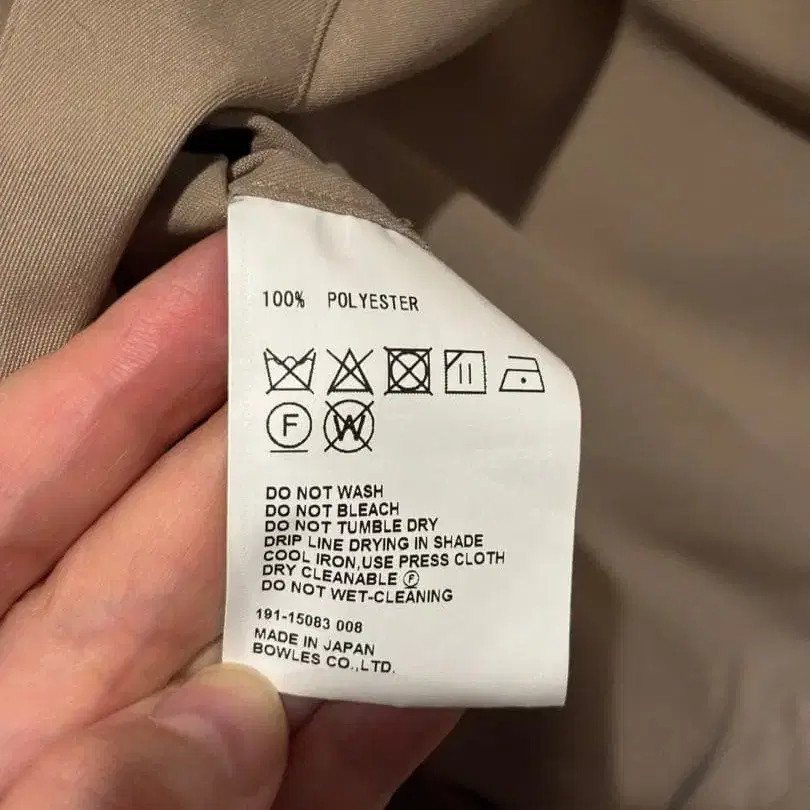 100% POLYESTER
F W
DO NOT WASH
DO NOT BLEACH
DO NOT TUMBLE DRY
DRIP LINE DRYING IN SHADE
COOL IRON,USE PRESS CLOTH
DRY CLEANABLE Ⓕ
DO NOT WET-CLEANING
191-15083 008
MADE IN JAPAN
BOWLES CO.,LTD.